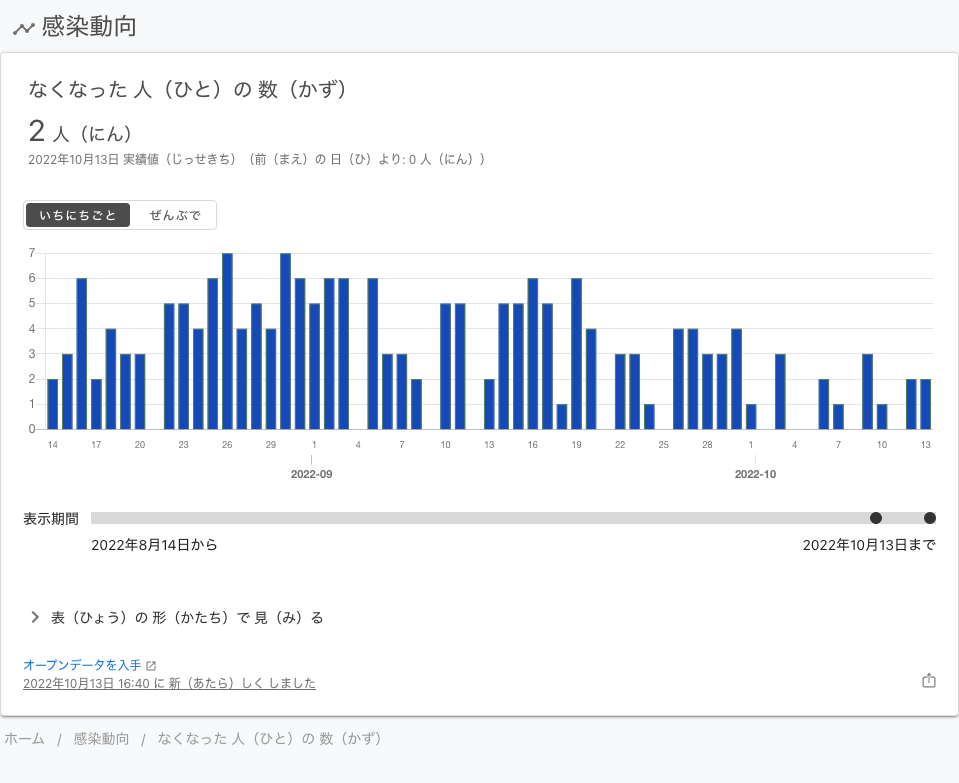 感染動向
なくなった 人（ひと）の 数（かず）
2 人（にん）
2022年10月13日 実績値（じっせきち）（前（まえ）の 日（ひ）より: 0 人（にん））
いちにちごと ぜんぶで
7
6
5
4
3
2
1
0
14 17 20 23 26 29 1 4 7 10 13 16 19 22 25 28 1 4 7 10 13
2022-09 2022-10
表示期間
2022年8月14日から 2022年10月13日まで
表（ひょう）の 形（かたち）で 見（み）る
オープンデータを入手
2022年10月13日 16:40 に 新（あたら）しく しました
ホーム / 感染動向 / なくなった 人（ひと）の 数（かず）